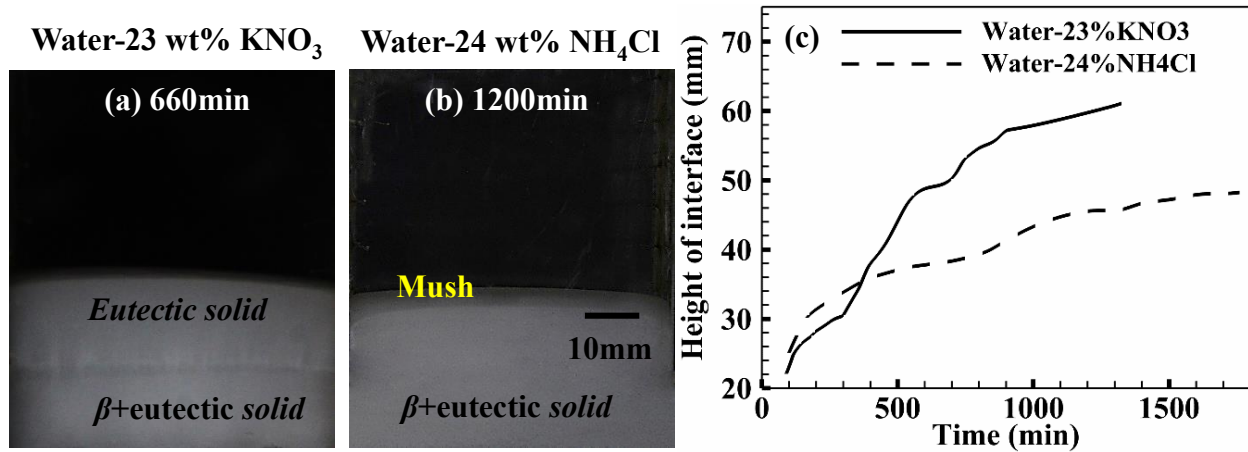 Water-23 wt% KNO₃
(a) 660min
Eutectic solid
β+eutectic solid
Water-24 wt% NH₄Cl
(b) 1200min
Mush
10mm
β+eutectic solid
(c)
Water-23%KNO3
Water-24%NH4Cl
Height of interface (mm)
70
60
50
40
30
20
0
500
1000
1500
Time (min)